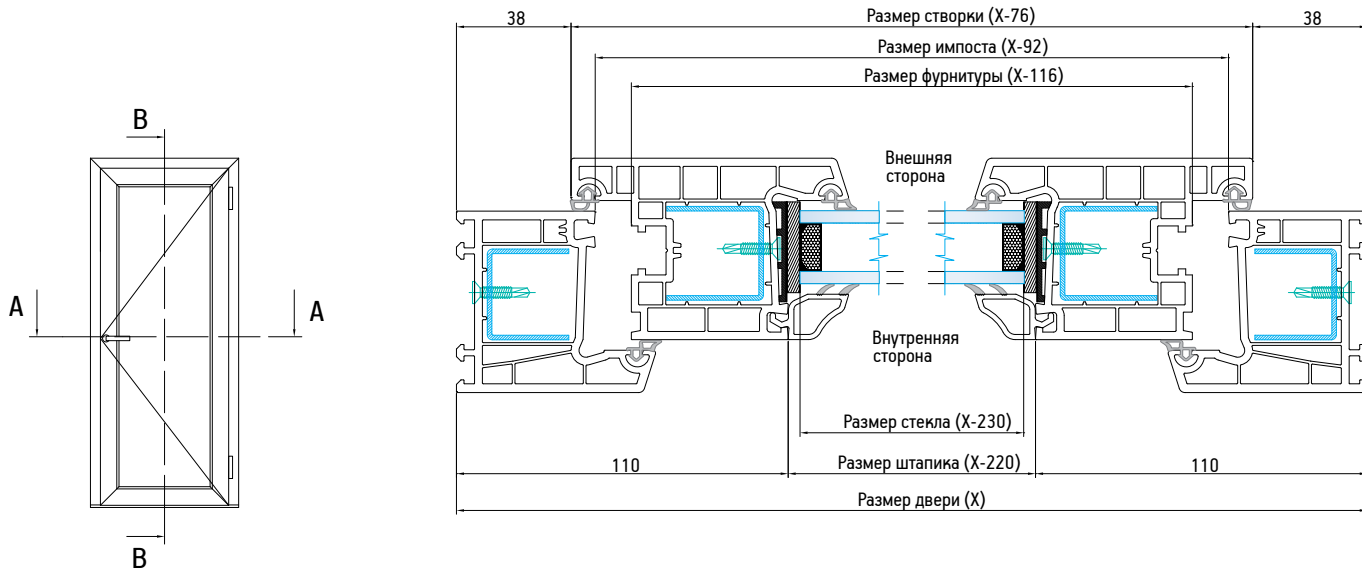 38
Размер створки (X-76)
38
Размер импоста (X-92)
Размер фурнитуры (X-116)
B
A
A
B
Внешняя
сторона
Внутренняя
сторона
Размер стекла (X-230)
110
Размер штапика (X-220)
110
Размер двери (X)